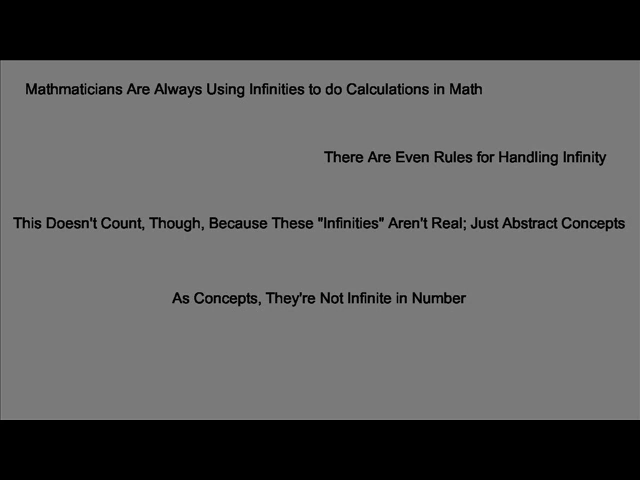 Mathmaticians Are Always Using Infinities to do Calculations in Math
There Are Even Rules for Handling Infinity
This Doesn't Count, Though, Because These "Infinities" Aren't Real; Just Abstract Concepts
As Concepts, They're Not Infinite in Number